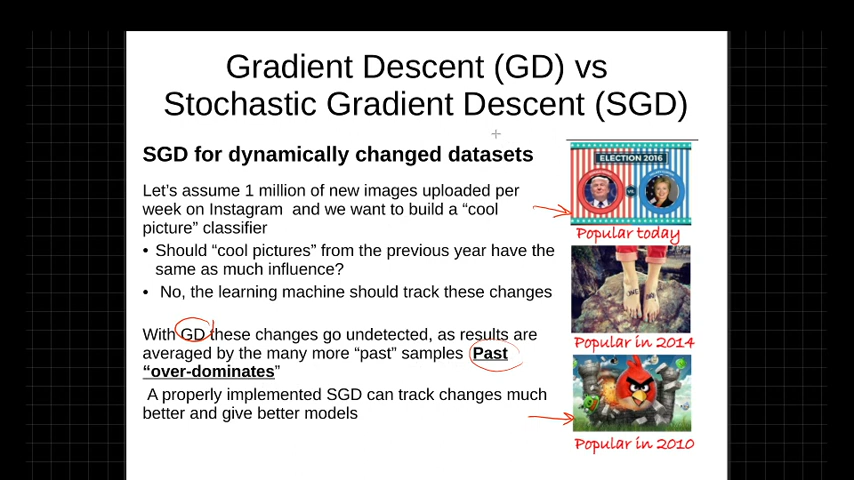 Gradient Descent (GD) vs
Stochastic Gradient Descent (SGD)
SGD for dynamically changed datasets
Let’s assume 1 million of new images uploaded per
week on Instagram and we want to build a “cool
picture” classifier
• Should “cool pictures” from the previous year have the
same as much influence?
• No, the learning machine should track these changes
With GD these changes go undetected, as results are
averaged by the many more “past” samples Past
“over-dominates”
A properly implemented SGD can track changes much
better and give better models
ELECTION 2016
VS
Popular today
Popular in 2014
Popular in 2010